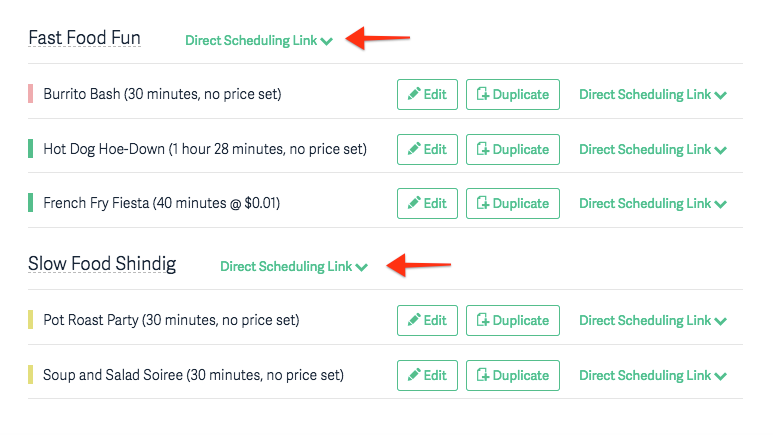 Fast Food Fun Direct Scheduling Link
Burrito Bash (30 minutes, no price set) Edit Duplicate Direct Scheduling Link
Hot Dog Hoe-Down (1 hour 28 minutes, no price set) Edit Duplicate Direct Scheduling Link
French Fry Fiesta (40 minutes @ $0.01) Edit Duplicate Direct Scheduling Link
Slow Food Shindig Direct Scheduling Link
Pot Roast Party (30 minutes, no price set) Edit Duplicate Direct Scheduling Link
Soup and Salad Soiree (30 minutes, no price set) Edit Duplicate Direct Scheduling Link